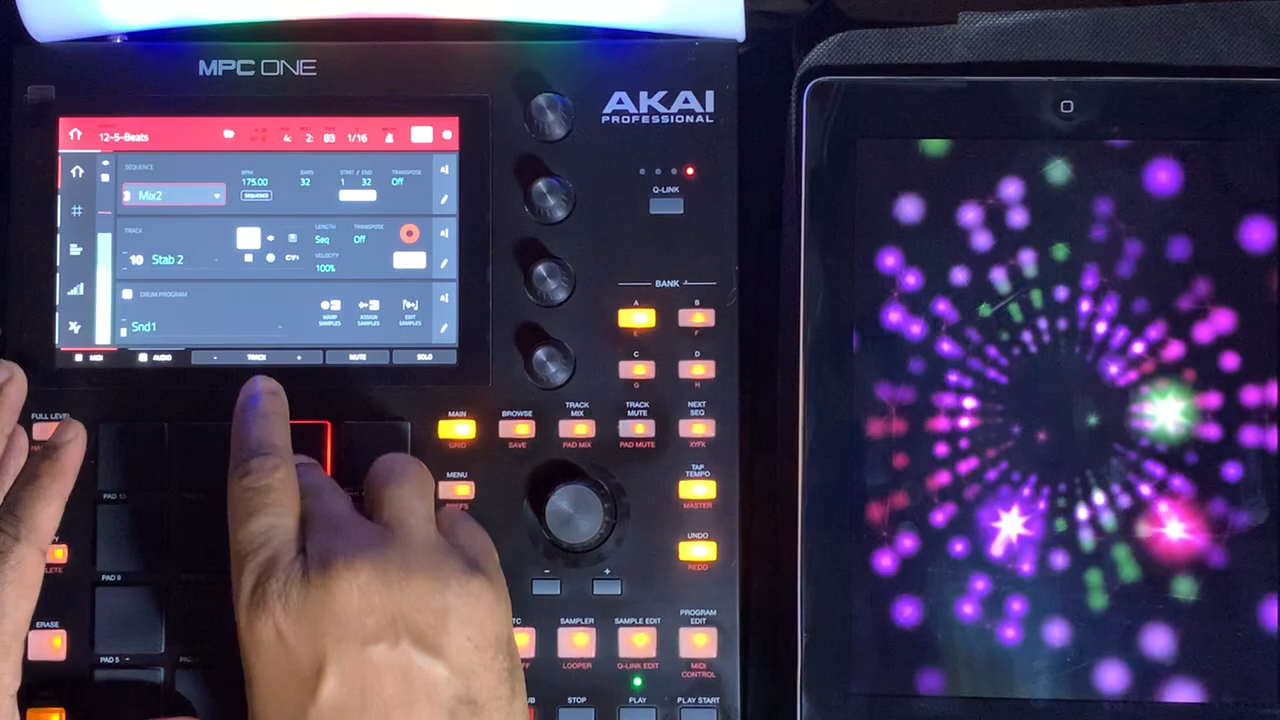 MPC ONE
AKAI
PROFESSIONAL
12-5-Beats
1/16
SEQUENCE
BPM
BARS
START / END
TRANSPOSE
175.00
32
1 32
Off
SEQUENCE
Mix2
TRACK
LENGTH
TRANSPOSE
Seq
Off
10 Stab 2
CV+
VELOCITY
100%
DRUM PROGRAM
WARP SAMPLES
ASSIGN SAMPLES
EDIT SAMPLES
Snd1
MIDI
AUDIO
- TRACK +
MUTE
SOLO
Q-LINK
BANK
A
B
E
F
C
D
G
H
FULL LEVEL
MAIN
BROWSE
TRACK MIX
TRACK MUTE
NEXT SEQ
GRID
SAVE
PAD MIX
PAD MUTE
XYFX
MENU
PREFS
TAP TEMPO
MASTER
UNDO
REDO
- +
PAD 13
PAD 9
PAD 5
ERASE
SAMPLER
SAMPLE EDIT
PROGRAM EDIT
LOOPER
Q-LINK EDIT
MIDI CONTROL
STOP
PLAY
PLAY START